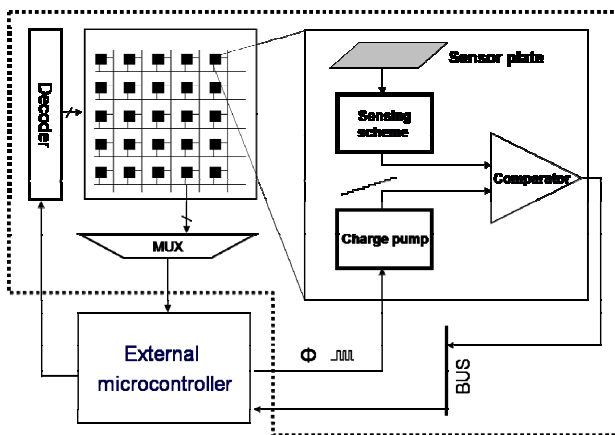 Decoder
Sensor plate
Sensing
scheme
Comparator
Charge pump
MUX
External
microcontroller
Φ
BUS